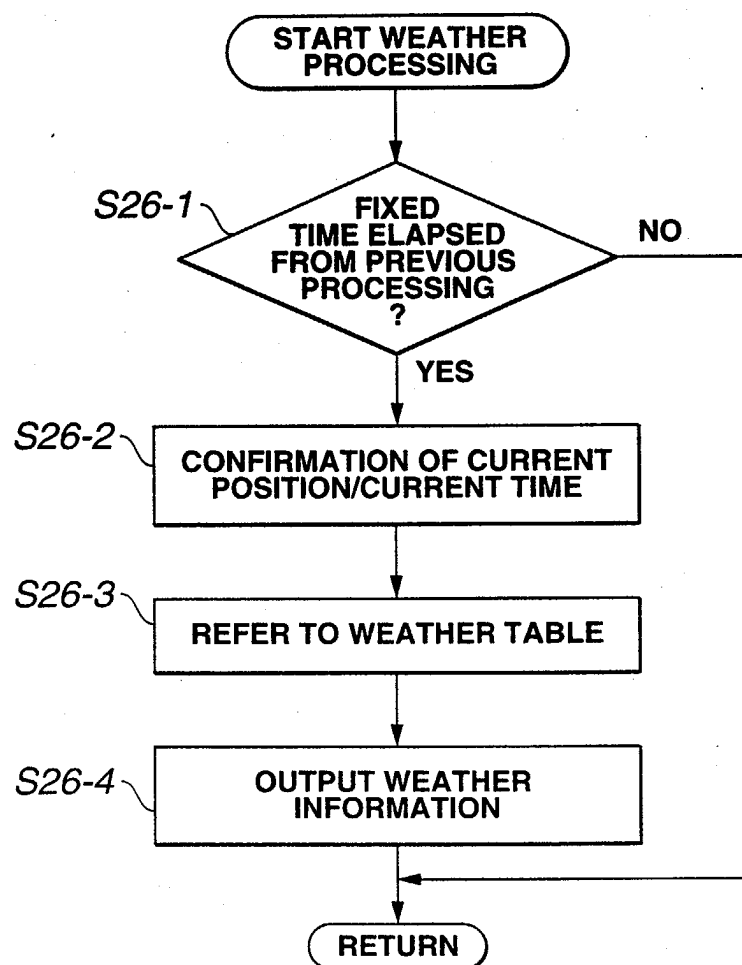 START WEATHER
PROCESSING
S26-1
FIXED
TIME ELAPSED
FROM PREVIOUS
PROCESSING
?
NO
YES
S26-2
CONFIRMATION OF CURRENT
POSITION/CURRENT TIME
S26-3
REFER TO WEATHER TABLE
S26-4
OUTPUT WEATHER
INFORMATION
RETURN